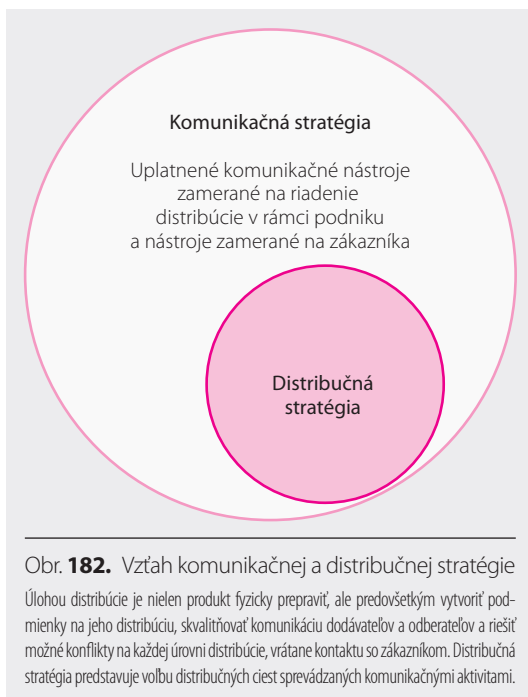 Komunikačná stratégia
Uplatnené komunikačné nástroje
zamerané na riadenie
distribúcie v rámci podniku
a nástroje zamerané na zákazníka
Distribučná
stratégia
Obr. 182. Vzťah komunikačnej a distribučnej stratégie
Úlohou distribúcie je nielen produkt fyzicky prepraviť, ale predovšetkým vytvoriť pod-
mienky na jeho distribúciu, skvalitňovať komunikáciu dodávateľov a odberateľov a riešiť
možné konflikty na každej úrovni distribúcie, vrátane kontaktu so zákazníkom. Distribučná
stratégia predstavuje voľbu distribučných ciest sprevádzaných komunikačnými aktivitami.